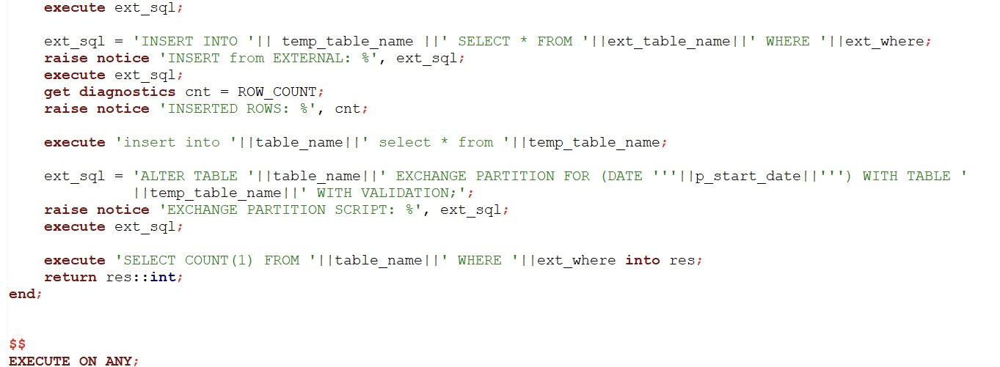 execute ext_sql;
ext_sql = 'INSERT INTO '|| temp_table_name ||' SELECT * FROM '||ext_table_name||' WHERE '||ext_where;
raise notice 'INSERT from EXTERNAL: %', ext_sql;
execute ext_sql;
get diagnostics cnt = ROW_COUNT;
raise notice 'INSERTED ROWS: %', cnt;
execute 'insert into '||table_name||' select * from '||temp_table_name;
ext_sql = 'ALTER TABLE '||table_name||' EXCHANGE PARTITION FOR (DATE '''||p_start_date||''') WITH TABLE '
||temp_table_name||' WITH VALIDATION;';
raise notice 'EXCHANGE PARTITION SCRIPT: %', ext_sql;
execute ext_sql;
execute 'SELECT COUNT(1) FROM '||table_name||' WHERE '||ext_where into res;
return res::int;
end;
$$
EXECUTE ON ANY;